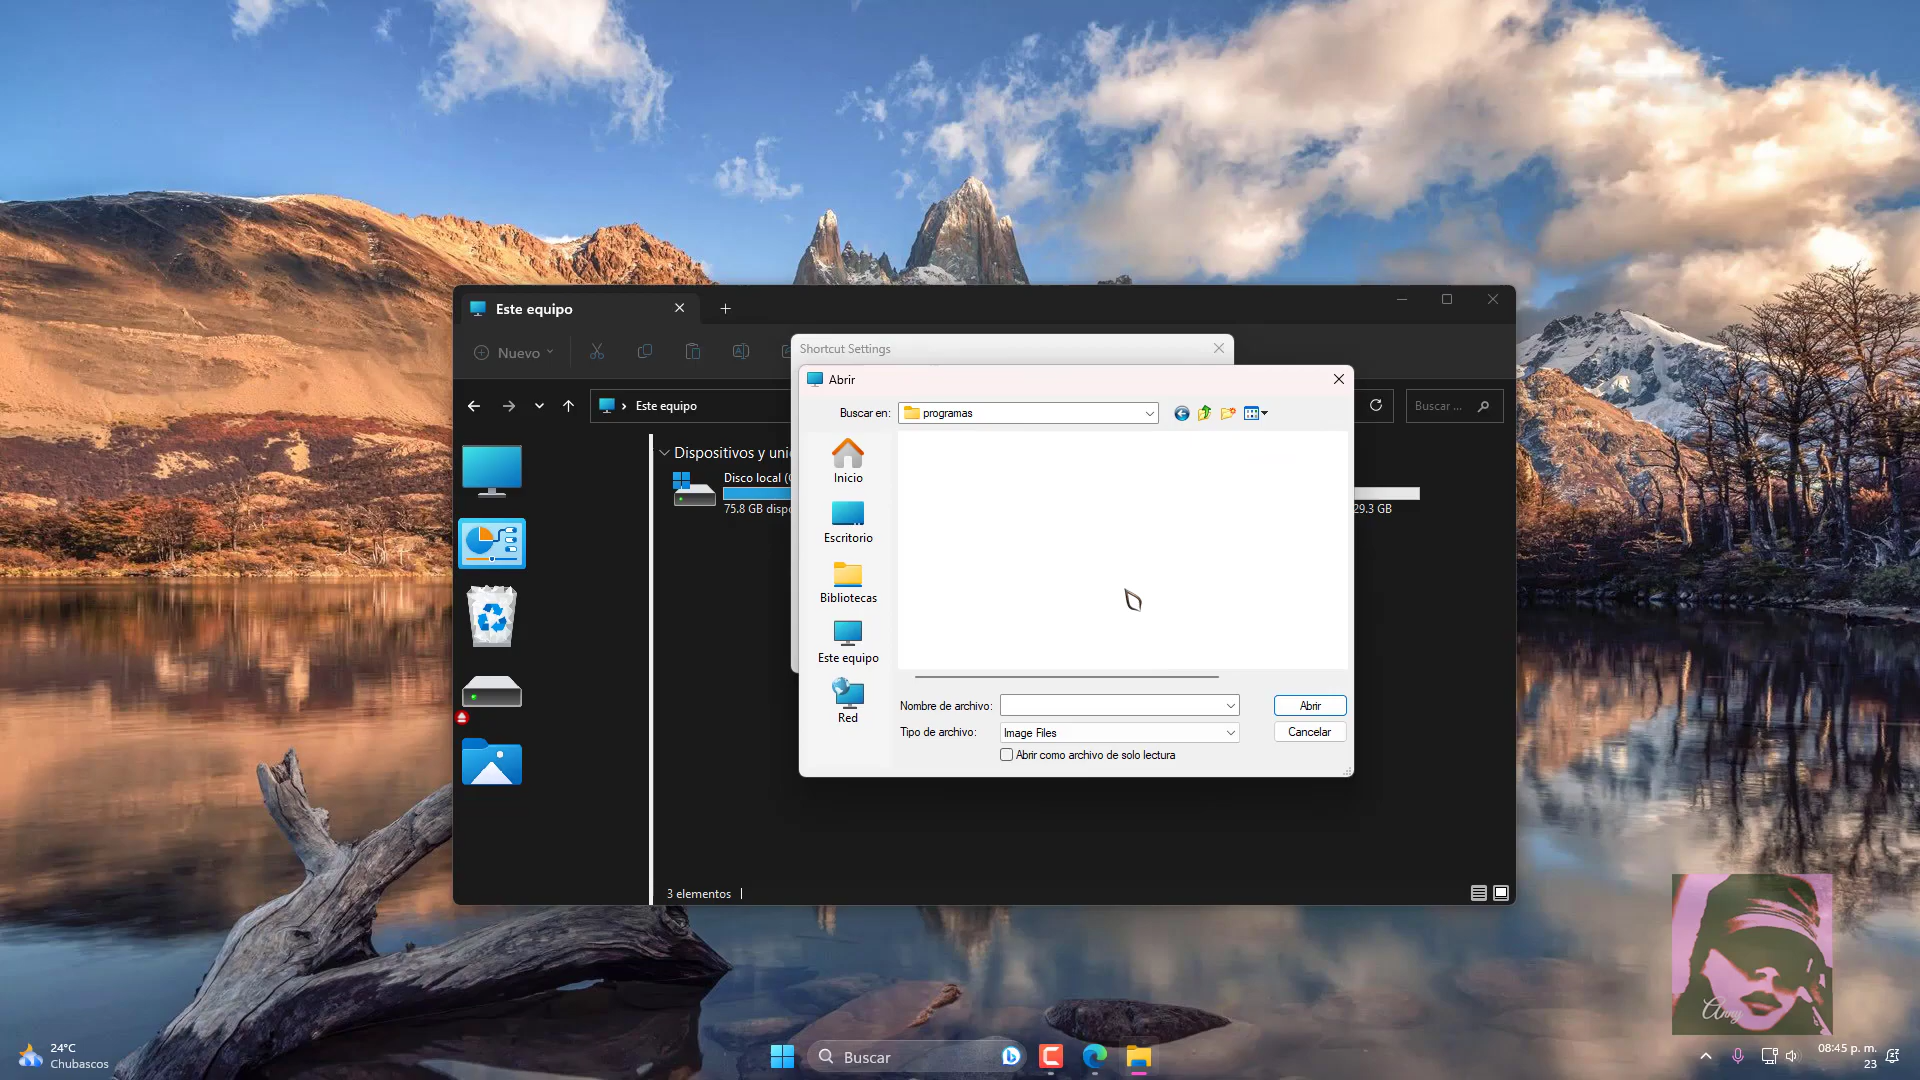 Este equipo
Nuevo
Este equipo
Buscar ...
Dispositivos y uni
Disco local (
75.8 GB dispo
29.3 GB
3 elementos
Shortcut Settings
Abrir
Buscar en:
programas
Inicio
Escritorio
Bibliotecas
Este equipo
Red
Nombre de archivo:
Abrir
Tipo de archivo:
Image Files
Cancelar
Abrir como archivo de solo lectura
Anny
24°C
Chubascos
Buscar
08:45 p. m.
23